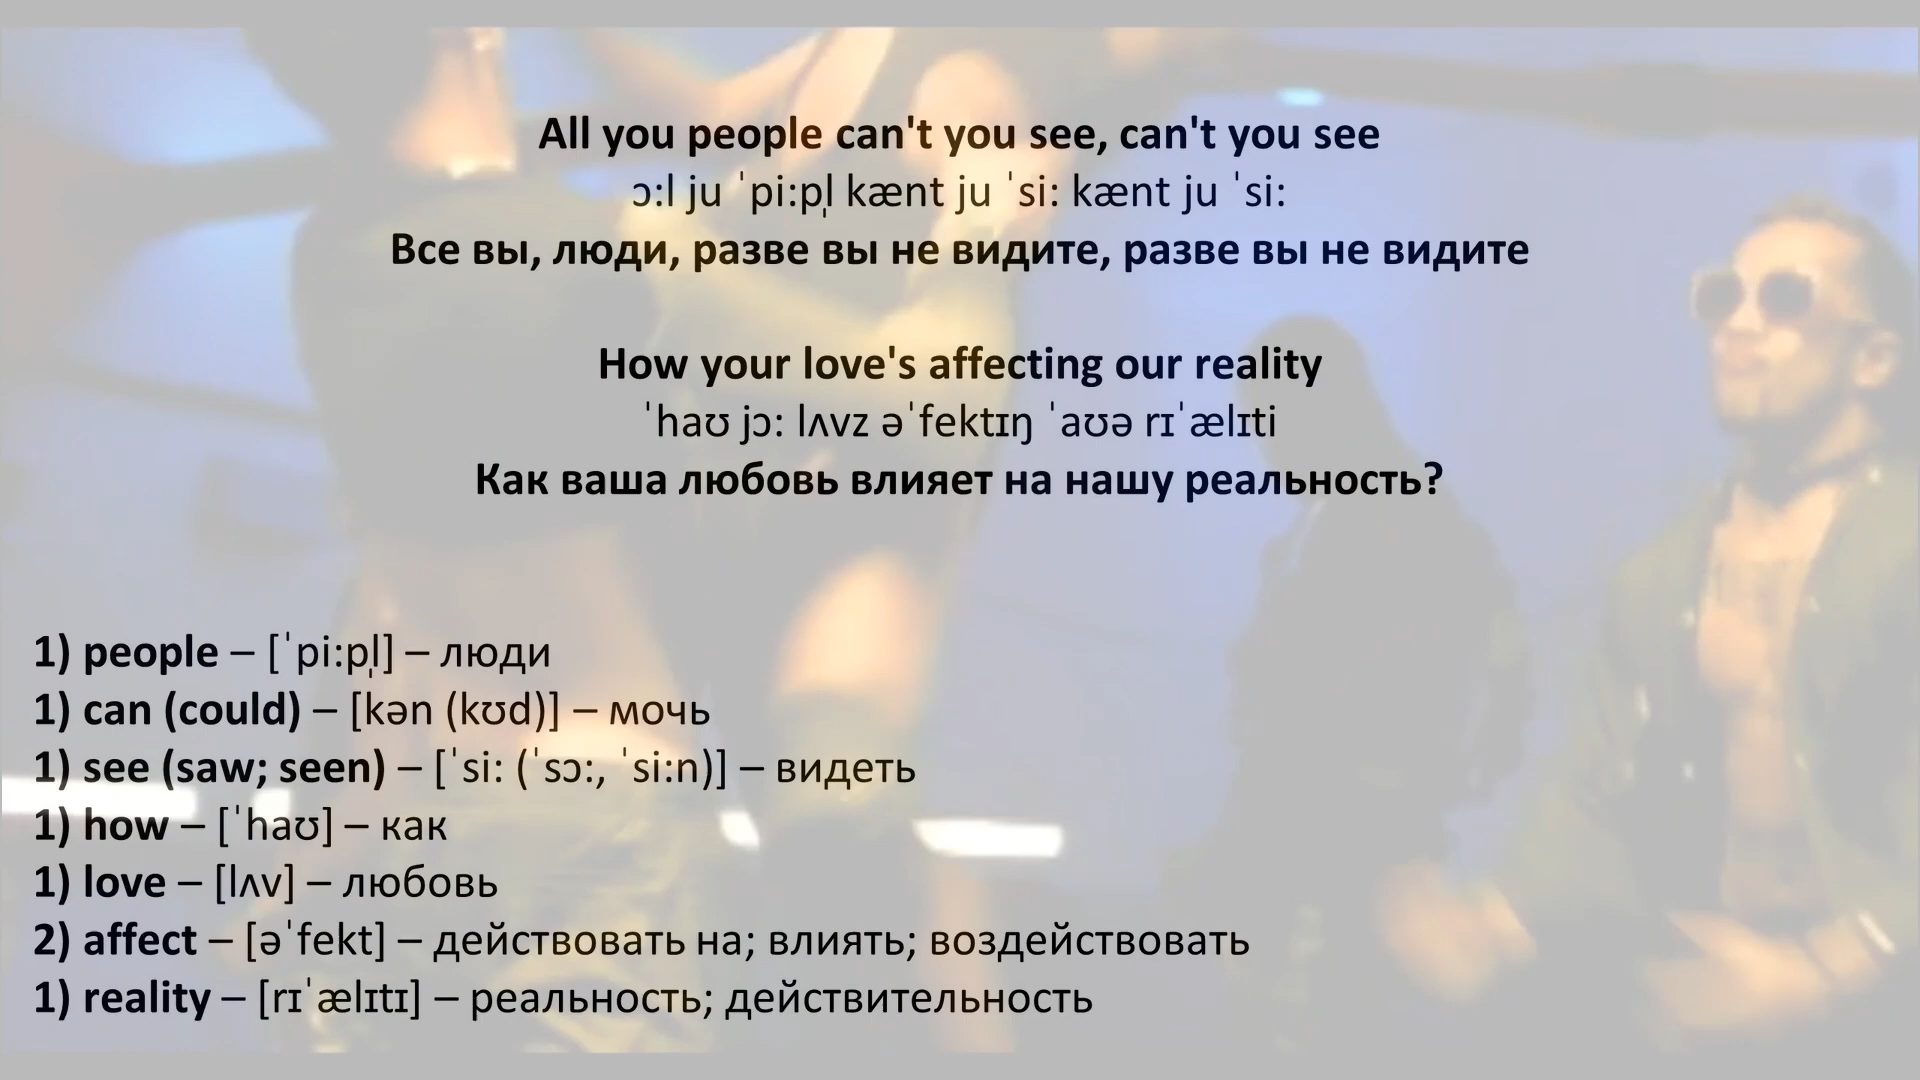 All you people can't you see, can't you see
ɔ:l ju ˈpi:pl̩ kænt ju ˈsi: kænt ju ˈsi:
Все вы, люди, разве вы не видите, разве вы не видите
How your love's affecting our reality
ˈhaʊ jɔ: lʌvz əˈfektɪŋ ˈaʊə rɪˈælɪti
Как ваша любовь влияет на нашу реальность?
1) people – [ˈpi:pl̩] – люди
1) can (could) – [kən (kʊd)] – мочь
1) see (saw; seen) – [ˈsi: (ˈsɔ:, ˈsi:n)] – видеть
1) how – [ˈhaʊ] – как
1) love – [lʌv] – любовь
2) affect – [əˈfekt] – действовать на; влиять; воздействовать
1) reality – [rɪˈælɪtɪ] – реальность; действительность